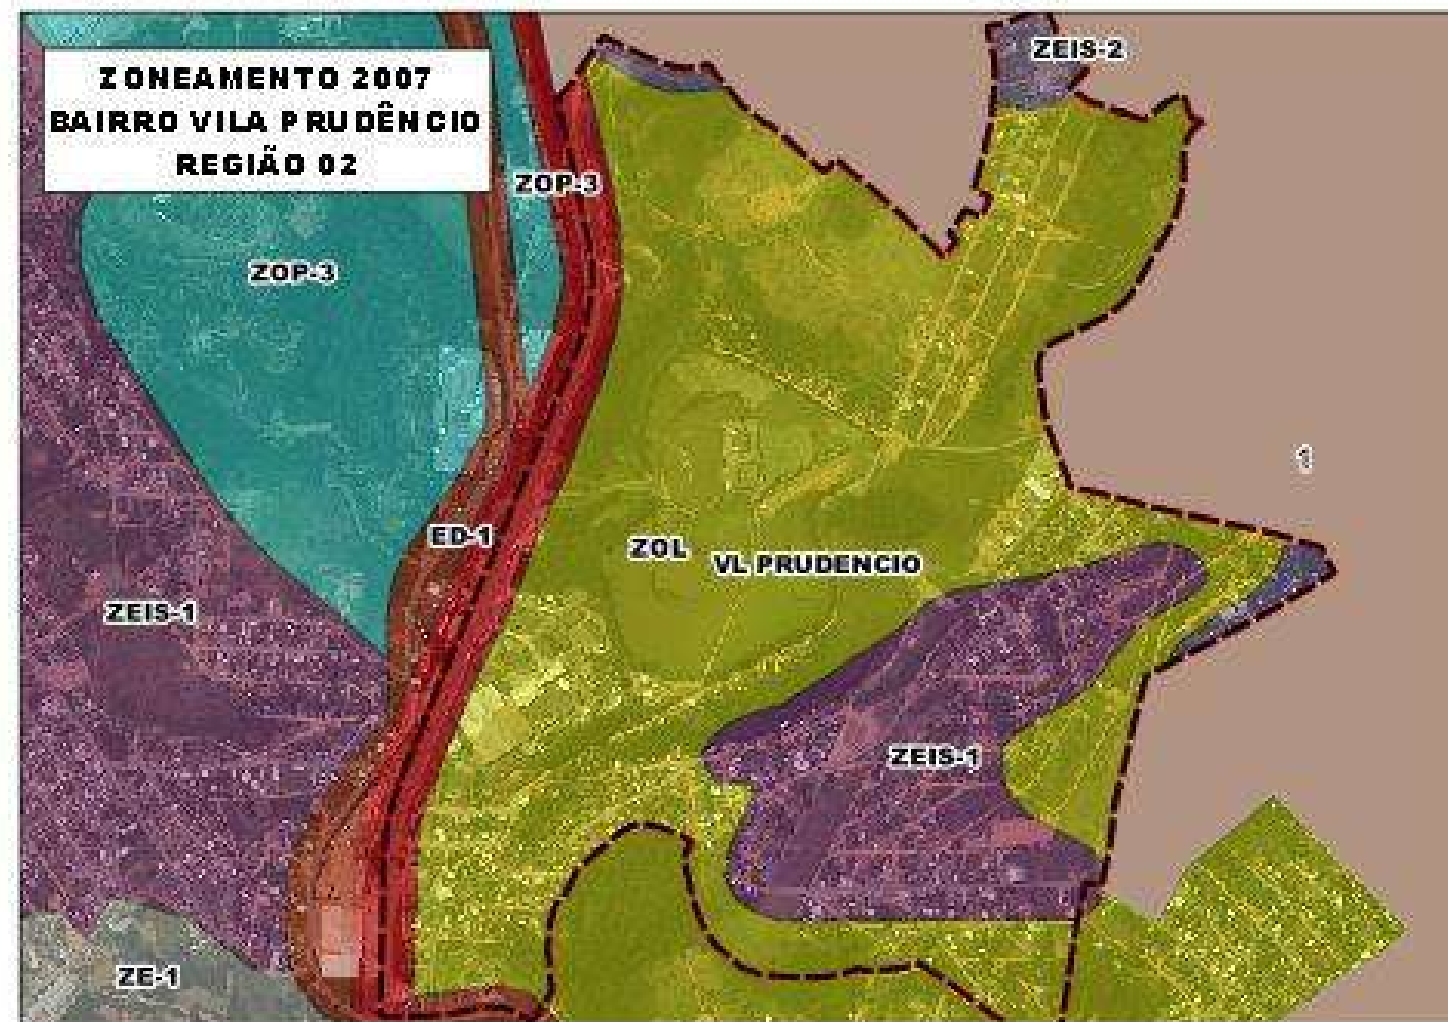 ZONEAMENTO 2007
BAIRRO VILA PRUDÊNCIO
REGIÃO 02
ZEIS-2
ZOP-3
ZOP-3
1
ED-1
ZOL
VL PRUDENCIO
ZEIS-1
ZEIS-1
ZE-1